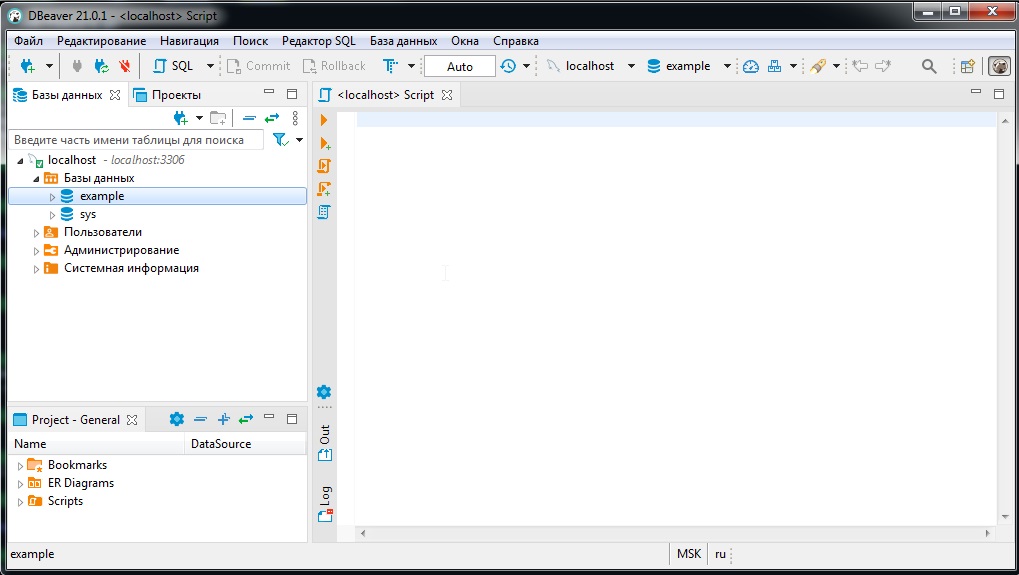 DBeaver 21.0.1 - <localhost> Script
Файл Редактирование Навигация Поиск Редактор SQL База данных Окна Справка
SQL Commit Rollback Auto localhost example
Базы данных Проекты
<localhost> Script
Введите часть имени таблицы для поиска
localhost - localhost:3306
Базы данных
example
sys
Пользователи
Администрирование
Системная информация
Out
Log
Project - General
Name DataSource
Bookmarks
ER Diagrams
Scripts
example MSK ru